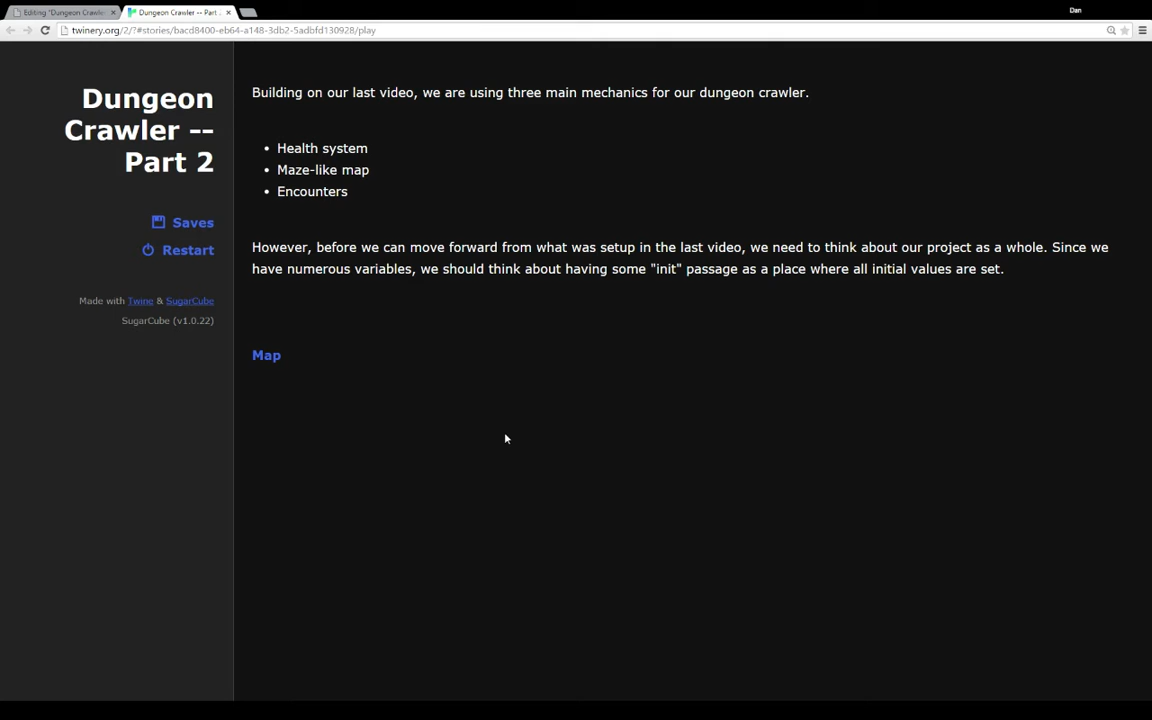 Editing "Dungeon Crawler
Dungeon Crawler -- Part
Dan
twinery.org/2/?#stories/bacd8400-eb64-a148-3db2-5adbfd130928/play
Dungeon
Crawler --
Part 2
Saves
Restart
Made with Twine & SugarCube
SugarCube (v1.0.22)
Building on our last video, we are using three main mechanics for our dungeon crawler.
• Health system
• Maze-like map
• Encounters
However, before we can move forward from what was setup in the last video, we need to think about our project as a whole. Since we
have numerous variables, we should think about having some "init" passage as a place where all initial values are set.
Map